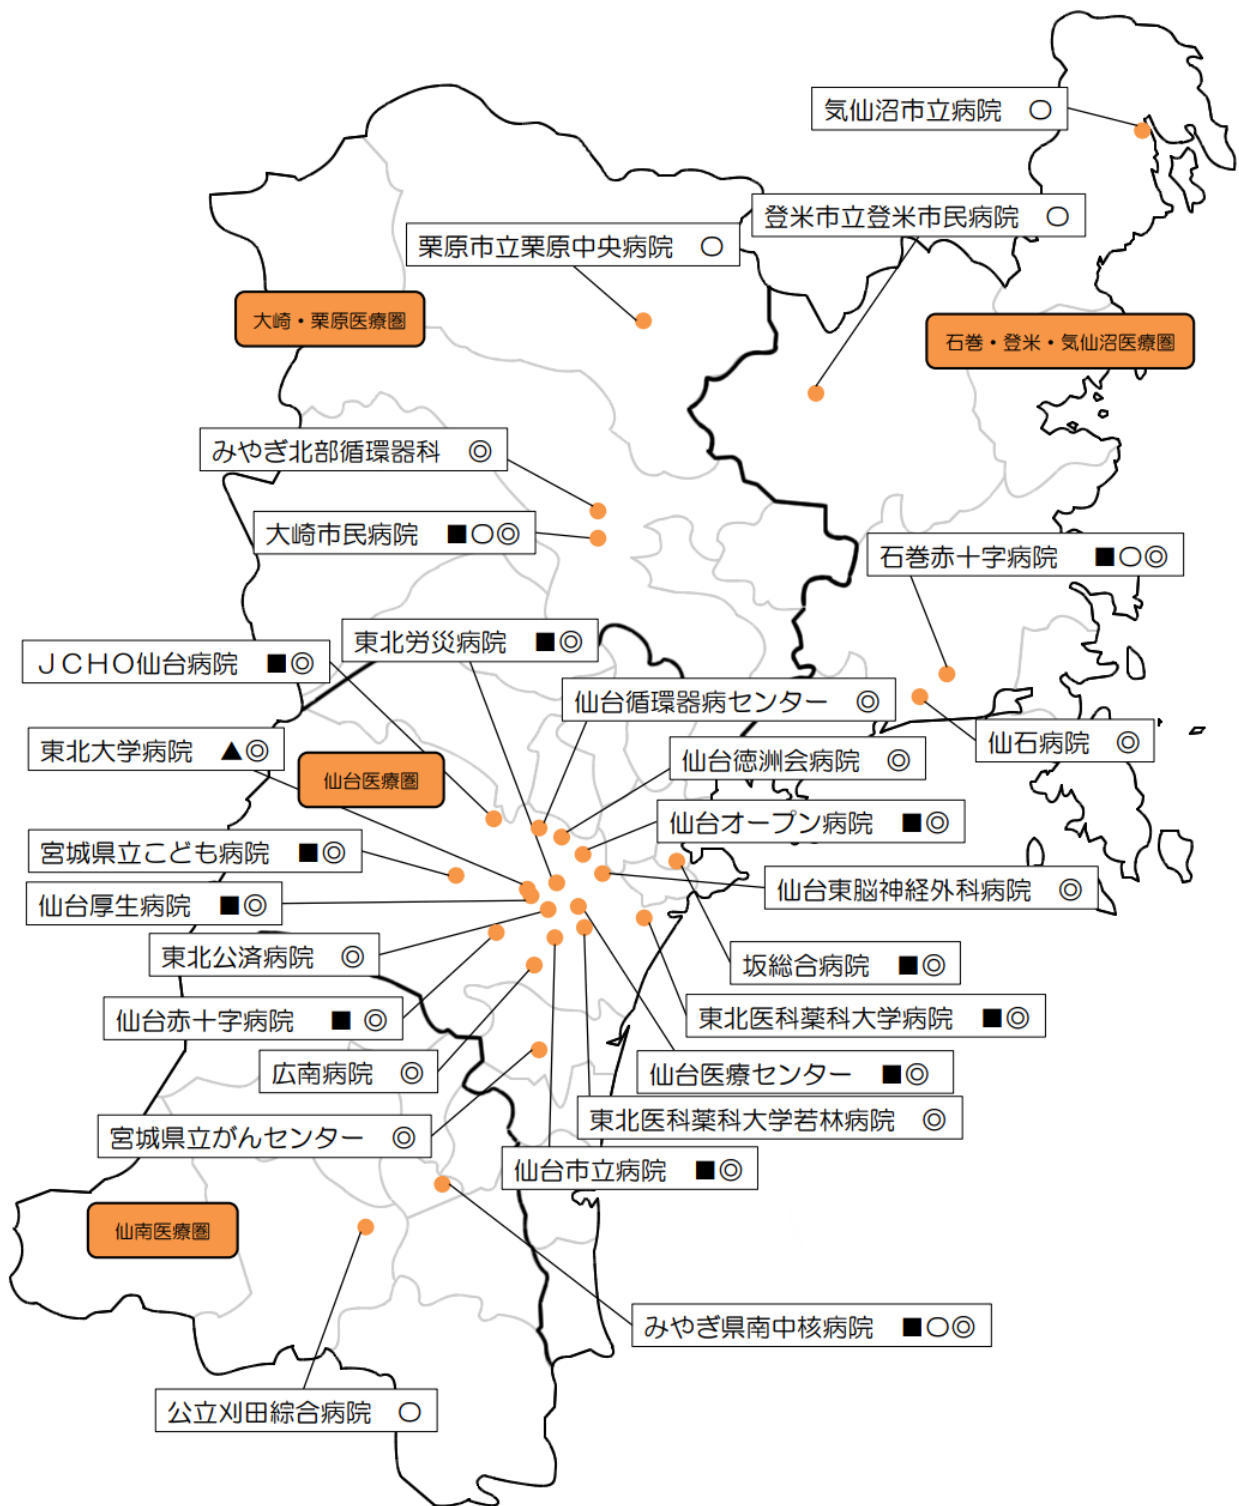 気仙沼市立病院 〇
登米市立登米市民病院 〇
栗原市立栗原中央病院 〇
大崎・栗原医療圏
石巻・登米・気仙沼医療圏
みやぎ北部循環器科 ◎
大崎市民病院 ■〇◎
石巻赤十字病院 ■〇◎
東北労災病院 ■◎
JCHO仙台病院 ■◎
仙台循環器病センター ◎
仙石病院 ◎
東北大学病院 ▲◎
仙台徳洲会病院 ◎
仙台医療圏
仙台オープン病院 ■◎
宮城県立こども病院 ■◎
仙台東脳神経外科病院 ◎
仙台厚生病院 ■◎
東北公済病院 ◎
坂総合病院 ■◎
仙台赤十字病院 ■ ◎
東北医科薬科大学病院 ■◎
広南病院 ◎
仙台医療センター ■◎
東北医科薬科大学若林病院 ◎
宮城県立がんセンター ◎
仙台市立病院 ■◎
仙南医療圏
みやぎ県南中核病院 ■〇◎
公立刈田綜合病院 〇